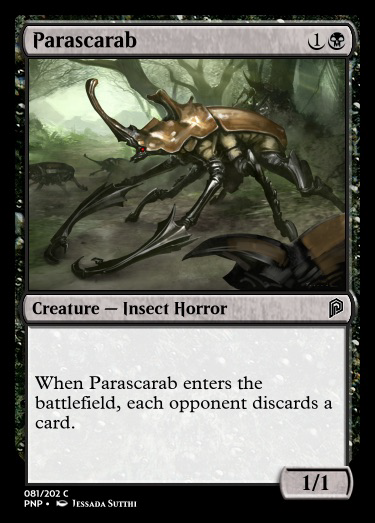 Parascarab 1
Creature — Insect Horror
When Parascarab enters the
battlefield, each opponent discards a
card.
1/1
081/202 C
PNP • Jessada Sutthi